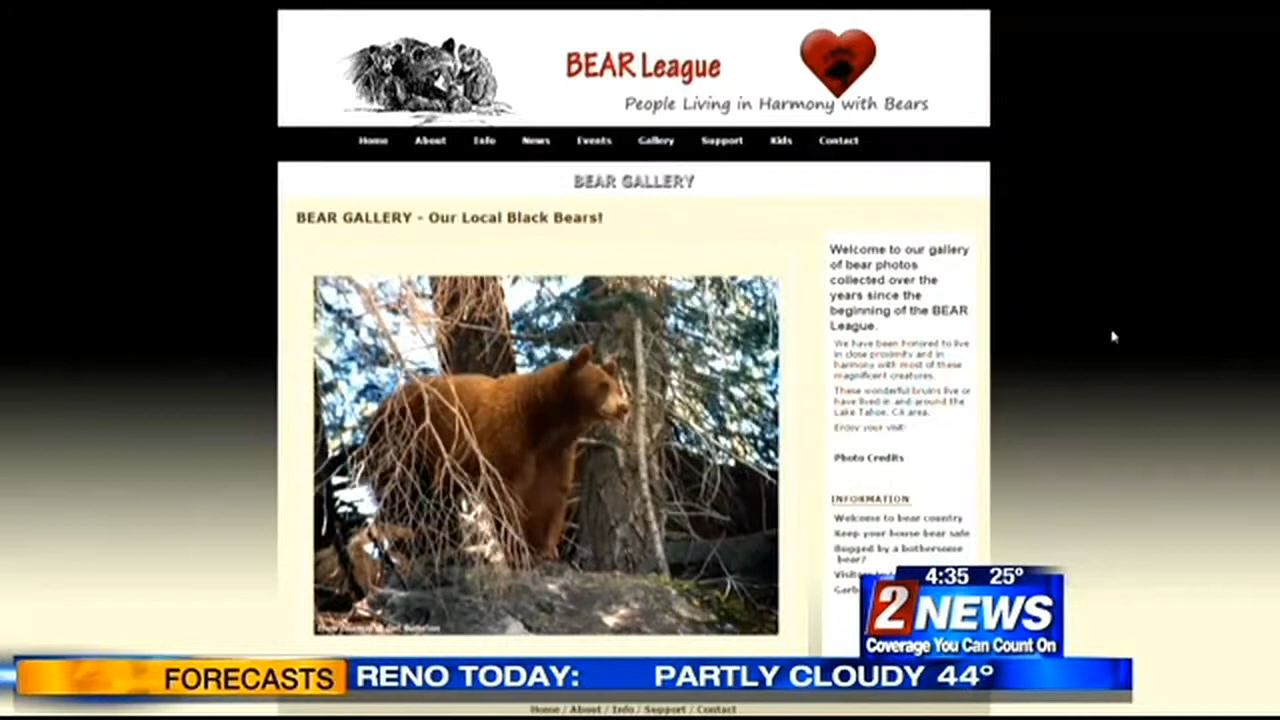 BEAR League
People Living in Harmony with Bears
Home About Info News Events Gallery Support Kids Contact
BEAR GALLERY
BEAR GALLERY - Our Local Black Bears!
Welcome to our gallery
of bear photos
collected over the
years since the
beginning of the BEAR
League.
We have been honored to live
in close proximity and in
harmony with most of these
magnificent creatures.
These wonderful bruins live or
have lived in and around the
Lake Tahoe, CA area.
Enjoy your visit!
Photo Credits
INFORMATION
Welcome to bear country
Keep your house bear safe
Bugged by a bothersome
bear?
4:35 25°
2 NEWS
Coverage You Can Count On
FORECASTS RENO TODAY: PARTLY CLOUDY 44°
Home / About / Info / Support / Contact